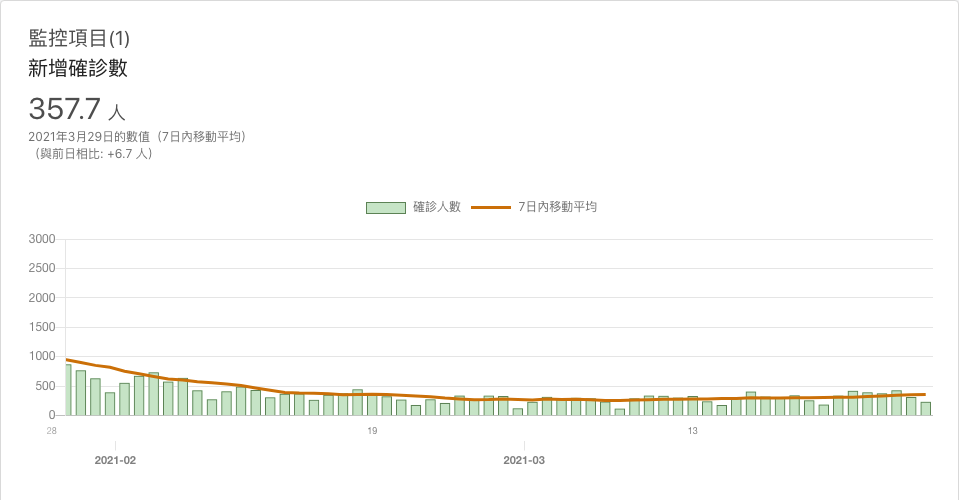 監控項目(1)
新增確診數
357.7 人
2021年3月29日的數值（7日內移動平均）
（與前日相比: +6.7 人）
確診人數 7日內移動平均
3000
2500
2000
1500
1000
500
0
28 19 13
2021-02 2021-03